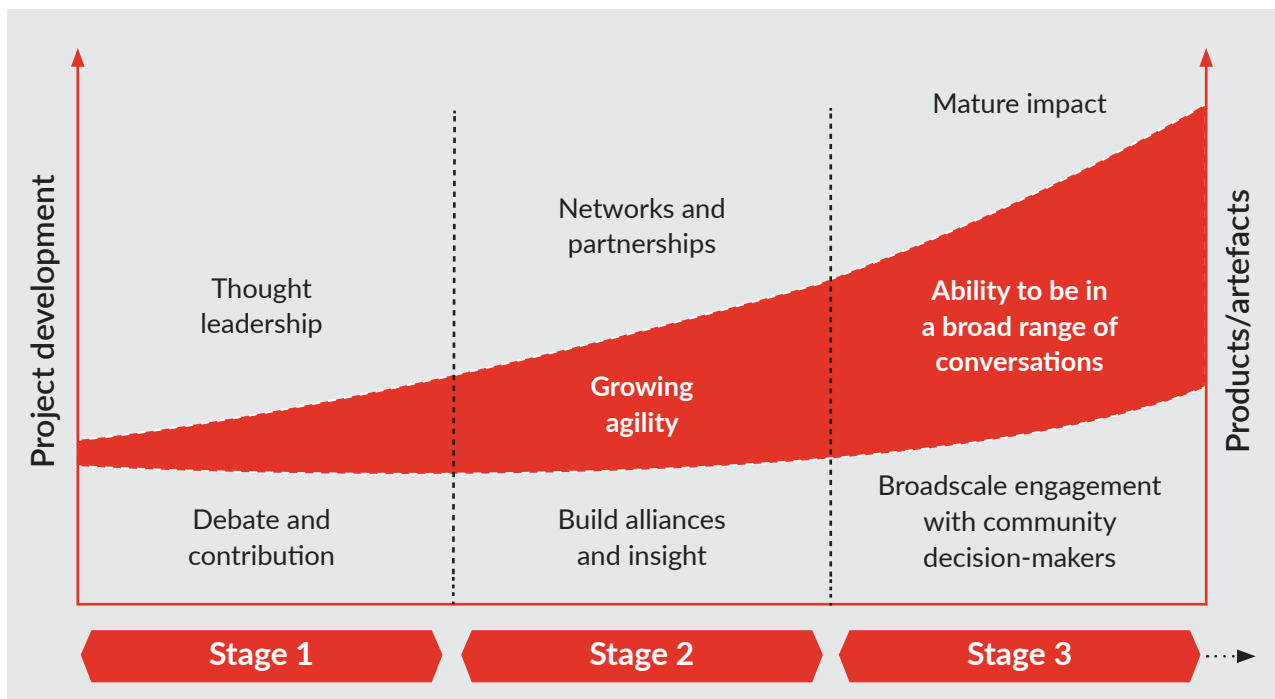 Project development
Thought
leadership
Debate and
contribution
Networks and
partnerships
Growing
agility
Build alliances
and insight
Mature impact
Ability to be in
a broad range of
conversations
Broadscale engagement
with community
decision-makers
Products/artefacts
Stage 1
Stage 2
Stage 3